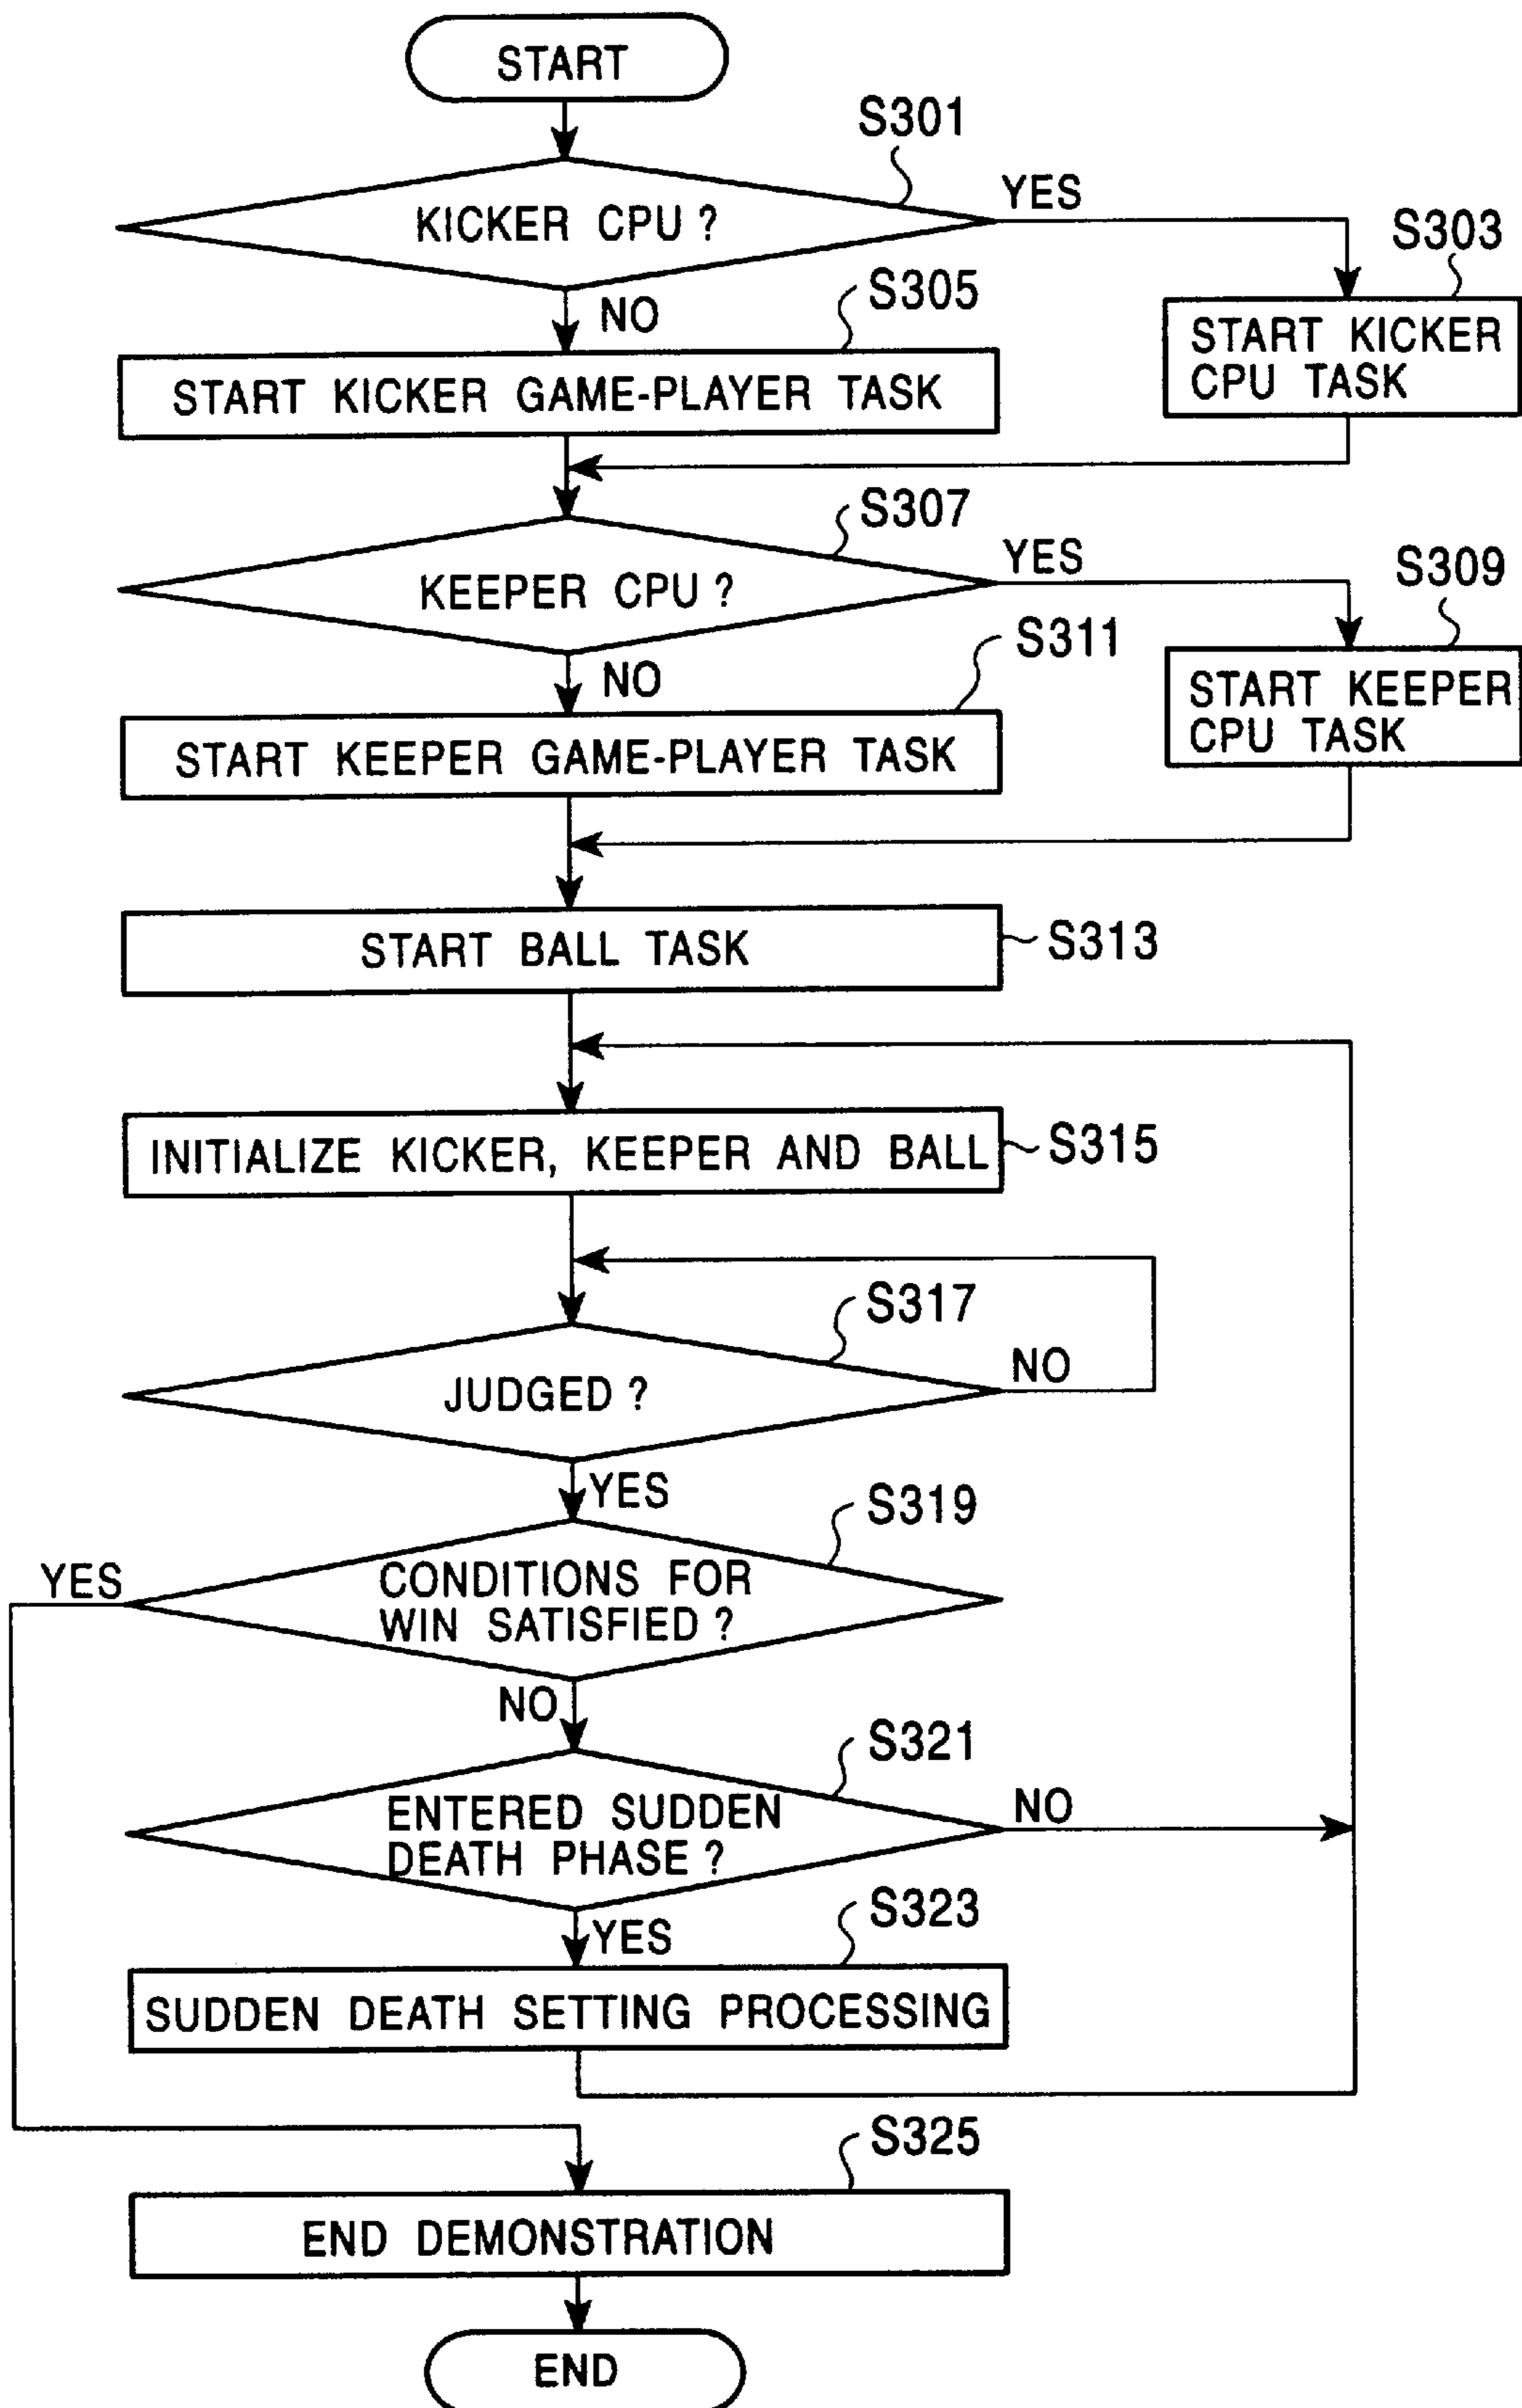 START
S301
KICKER CPU ?
YES
S303
START KICKER
CPU TASK
NO
S305
START KICKER GAME-PLAYER TASK
S307
KEEPER CPU ?
YES
S309
START KEEPER
CPU TASK
NO
S311
START KEEPER GAME-PLAYER TASK
START BALL TASK
S313
INITIALIZE KICKER, KEEPER AND BALL
S315
S317
JUDGED ?
NO
YES
S319
CONDITIONS FOR
WIN SATISFIED ?
YES
NO
S321
ENTERED SUDDEN
DEATH PHASE ?
NO
YES
S323
SUDDEN DEATH SETTING PROCESSING
S325
END DEMONSTRATION
END